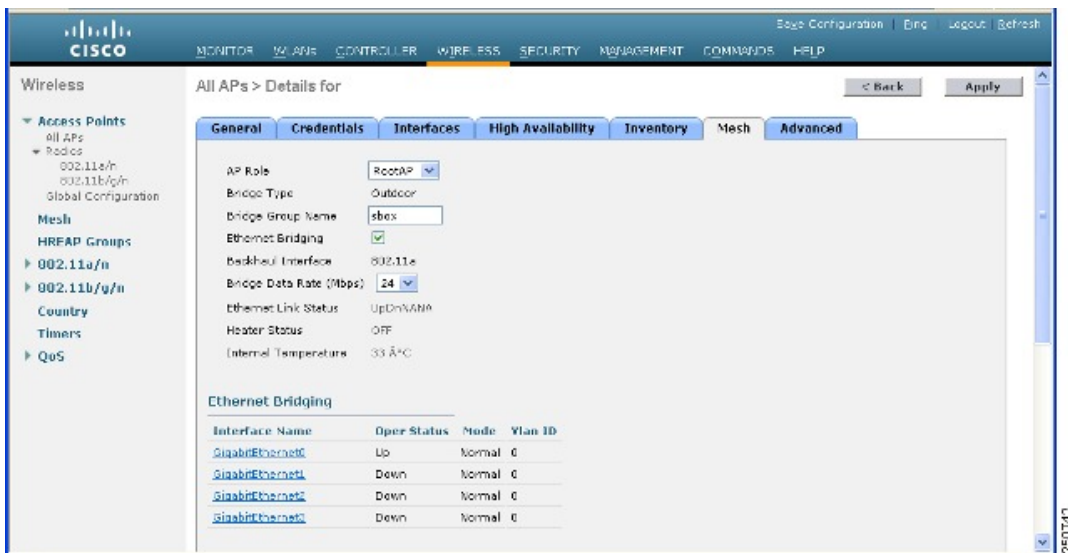 Save Configuration | Ping | Logout | Refresh
CISCO
MONITOR WLANs CONTROLLER WIRELESS SECURITY MANAGEMENT COMMANDS HELP
Wireless
All APs > Details for
< Back
Apply
Access Points
All APs
Radios
802.11a/n
802.11b/g/n
Global Configuration
Mesh
HREAP Groups
802.11a/n
802.11b/g/n
Country
Timers
QoS
General Credentials Interfaces High Availability Inventory Mesh Advanced
AP Role RootAP
Bridge Type Outdoor
Bridge Group Name sbox
Ethernet Bridging
Backhaul Interface 802.11a
Bridge Data Rate (Mbps) 24
Ethernet Link Status UpDnNANA
Heater Status OFF
Internal Temperature 33 Â°C
Ethernet Bridging
Interface Name Oper Status Mode Vlan ID
GigabitEthernet0 Up Normal 0
GigabitEthernet1 Down Normal 0
GigabitEthernet2 Down Normal 0
GigabitEthernet3 Down Normal 0